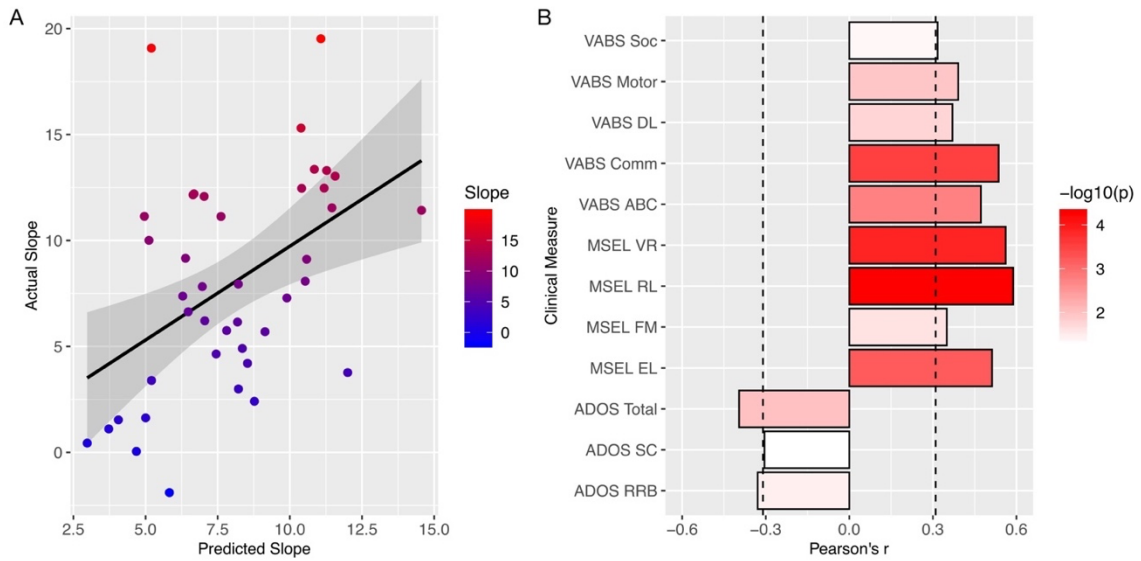 A
20
15
10
5
0
Actual Slope
2.5 5.0 7.5 10.0 12.5 15.0
Predicted Slope
Slope
15
10
5
0
B
VABS Soc
VABS Motor
VABS DL
VABS Comm
VABS ABC
MSEL VR
MSEL RL
MSEL FM
MSEL EL
ADOS Total
ADOS SC
ADOS RRB
Clinical Measure
−0.6 −0.3 0.0 0.3 0.6
Pearson's r
−log10(p)
4
3
2